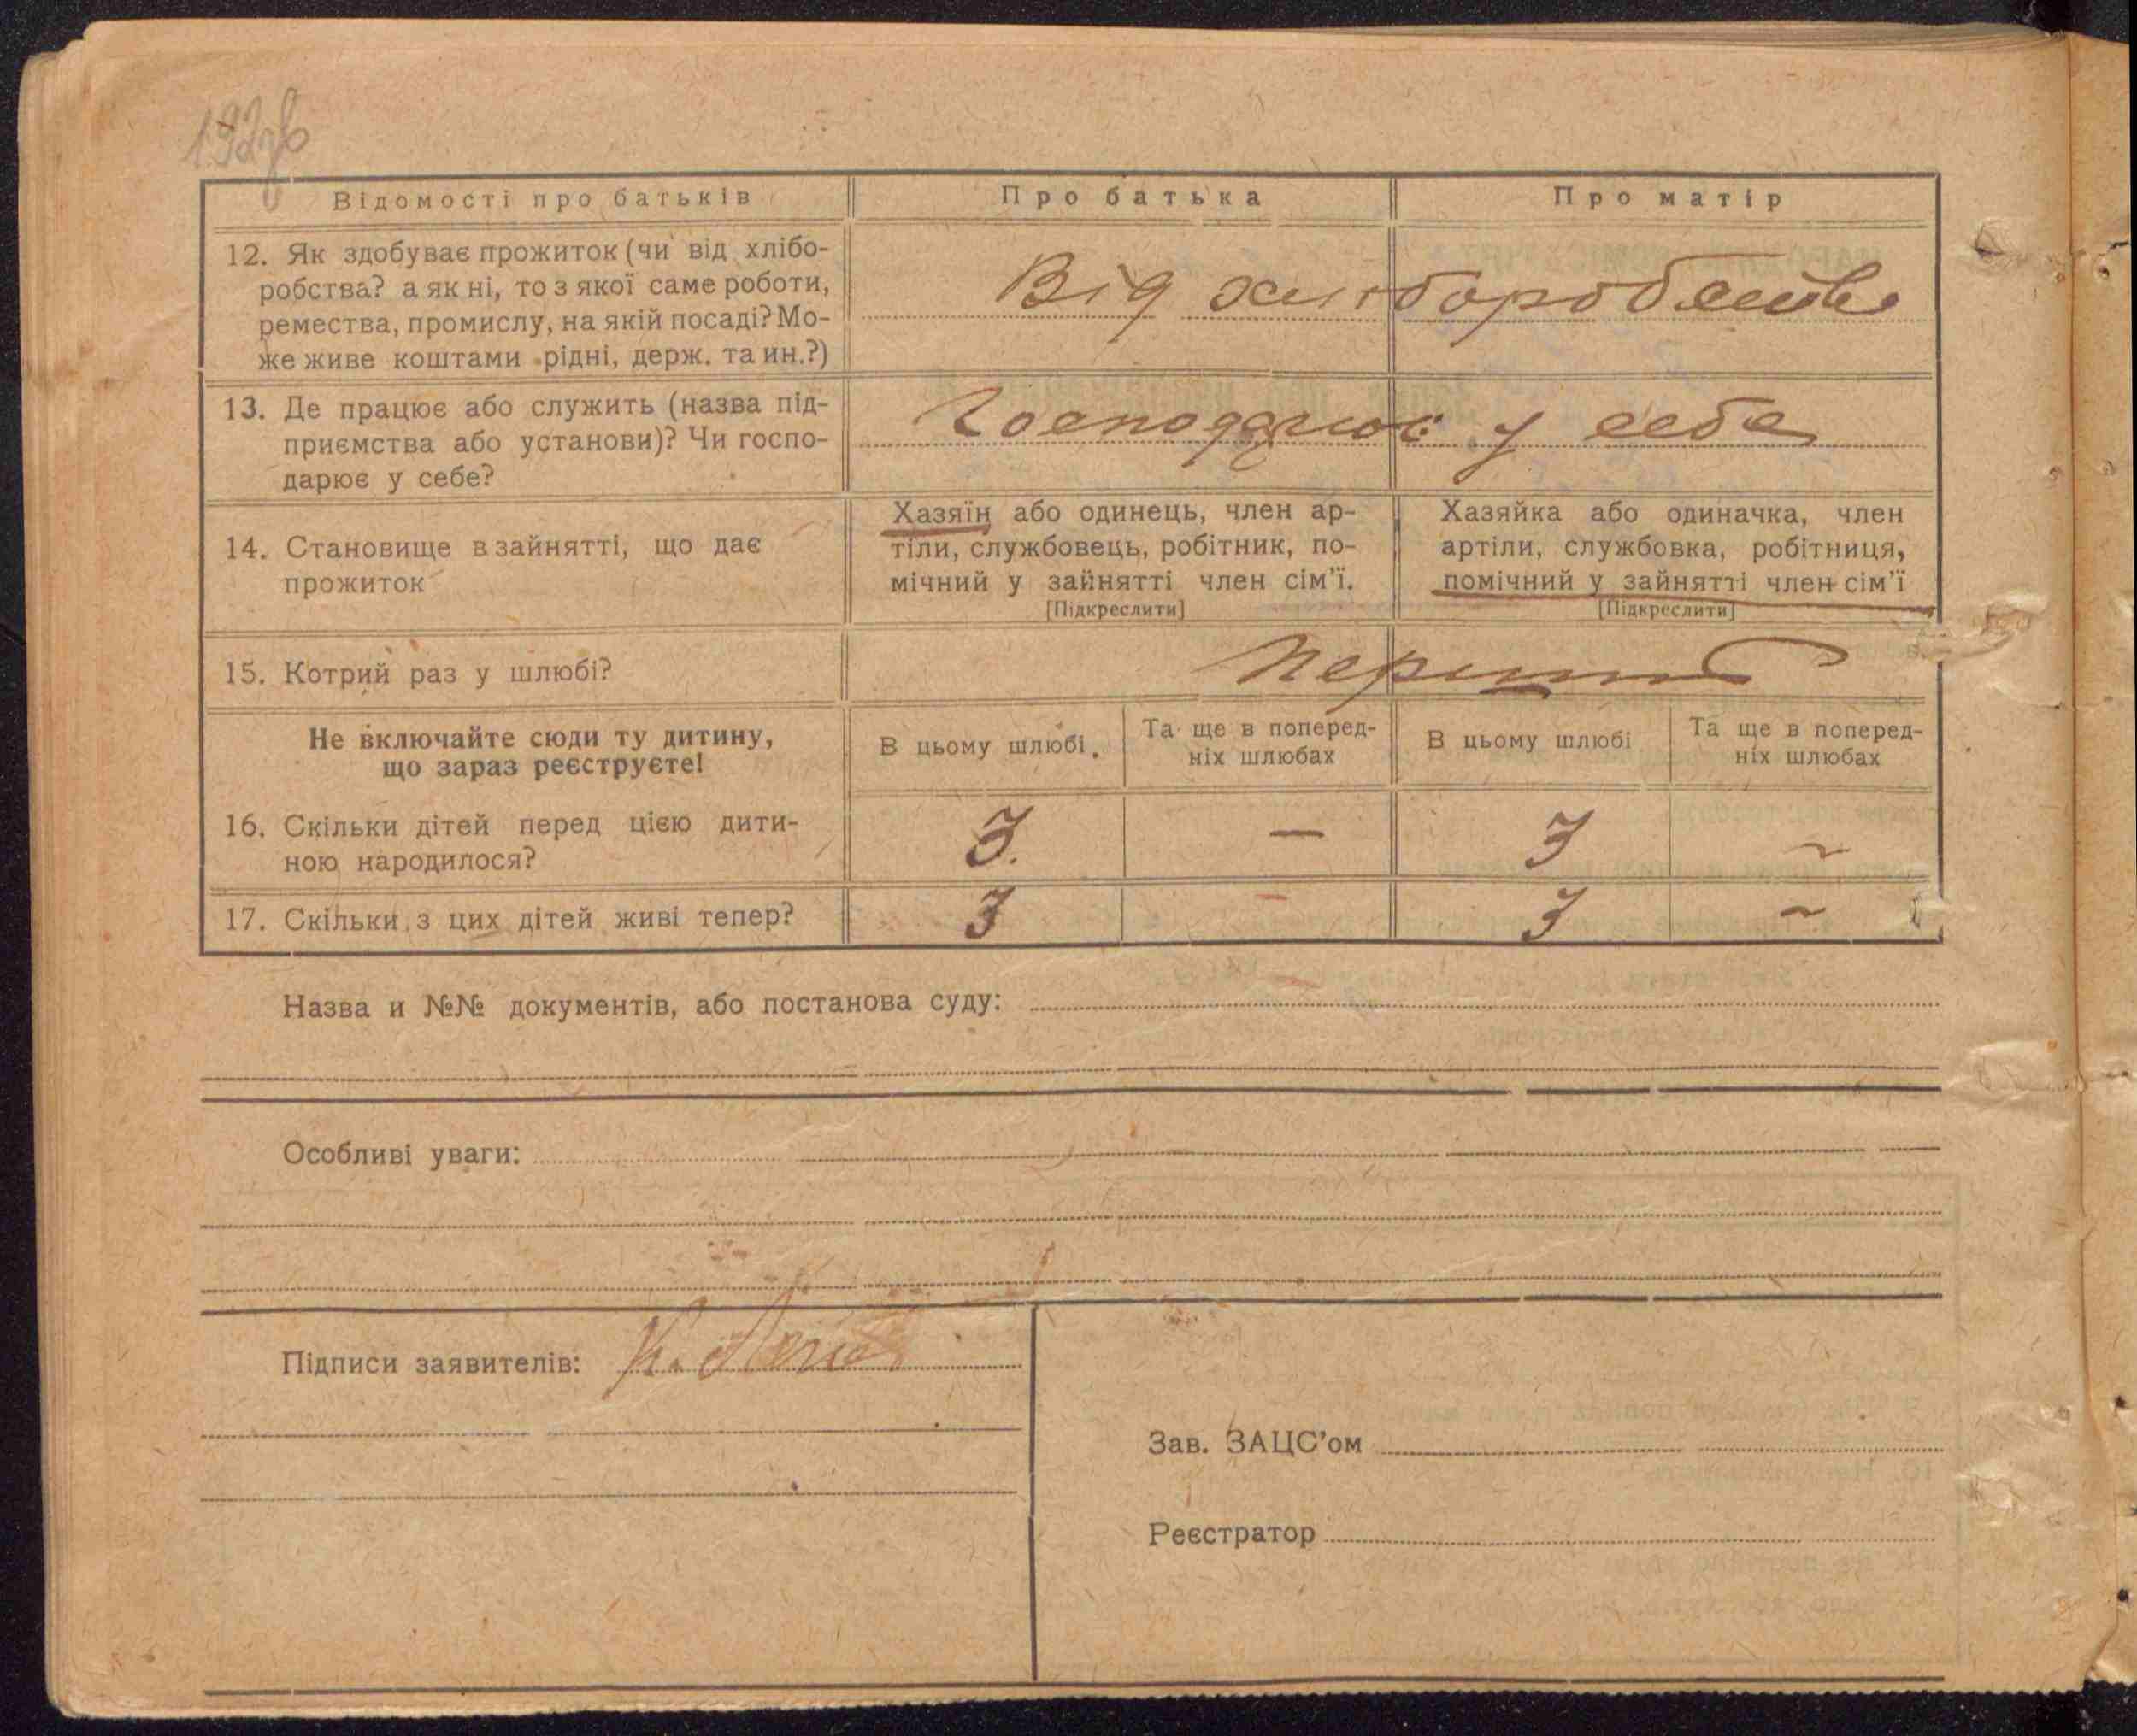 Відомості про батьків
Про батька
Про матір
12. Як здобуває прожиток (чи від хлібо-
робства? а як ні, то з якої саме роботи,
ремества, промислу, на якій посаді? Мо-
же живе коштами рідні, держ. та ин.?)
Від хліборобства
13. Де працює або служить (назва під-
приємства або установи)? Чи госпо-
дарює у себе?
Господарює у себе
14. Становище в зайнятті, що дає
прожиток
Хазяїн або одинець, член ар-
тіли, службовець, робітник, по-
мічний у зайнятті член сім'ї.
[Підкреслити]
Хазяйка або одиначка, член
артіли, службовка, робітниця,
помічний у зайнятті член сім'ї
[Підкреслити]
15. Котрий раз у шлюбі?
Не включайте сюди ту дитину,
що зараз реєструєте!
В цьому шлюбі.
Та ще в поперед-
ніх шлюбах
В цьому шлюбі
Та ще в поперед-
ніх шлюбах
16. Скільки дітей перед цією дити-
ною народилося?
3. — 3 ~
17. Скільки з цих дітей живі тепер?
3 – 3 ~
Назва и №№ документів, або постанова суду:
Особливі уваги:
Підписи заявителів:
Зав. ЗАЦС'ом
Реєстратор